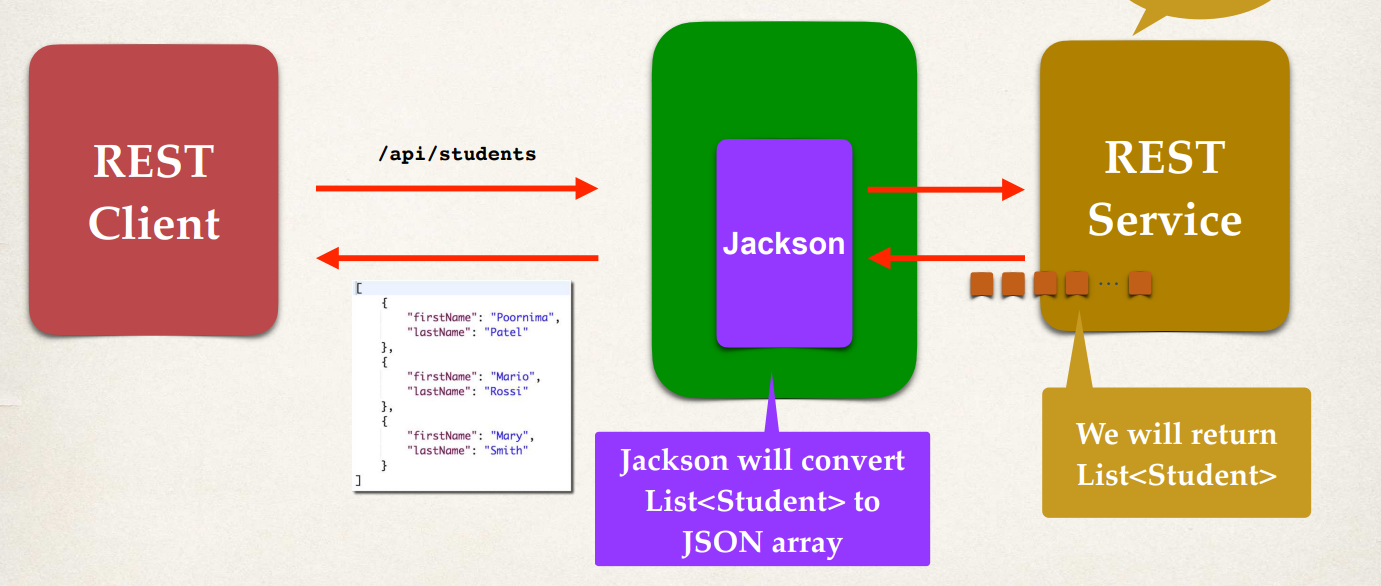 REST
Client
/api/students
[
{
"firstName": "Poornima",
"lastName": "Patel"
},
{
"firstName": "Mario",
"lastName": "Rossi"
},
{
"firstName": "Mary",
"lastName": "Smith"
}
]
Jackson
Jackson will convert
List<Student> to
JSON array
REST
Service
...
We will return
List<Student>